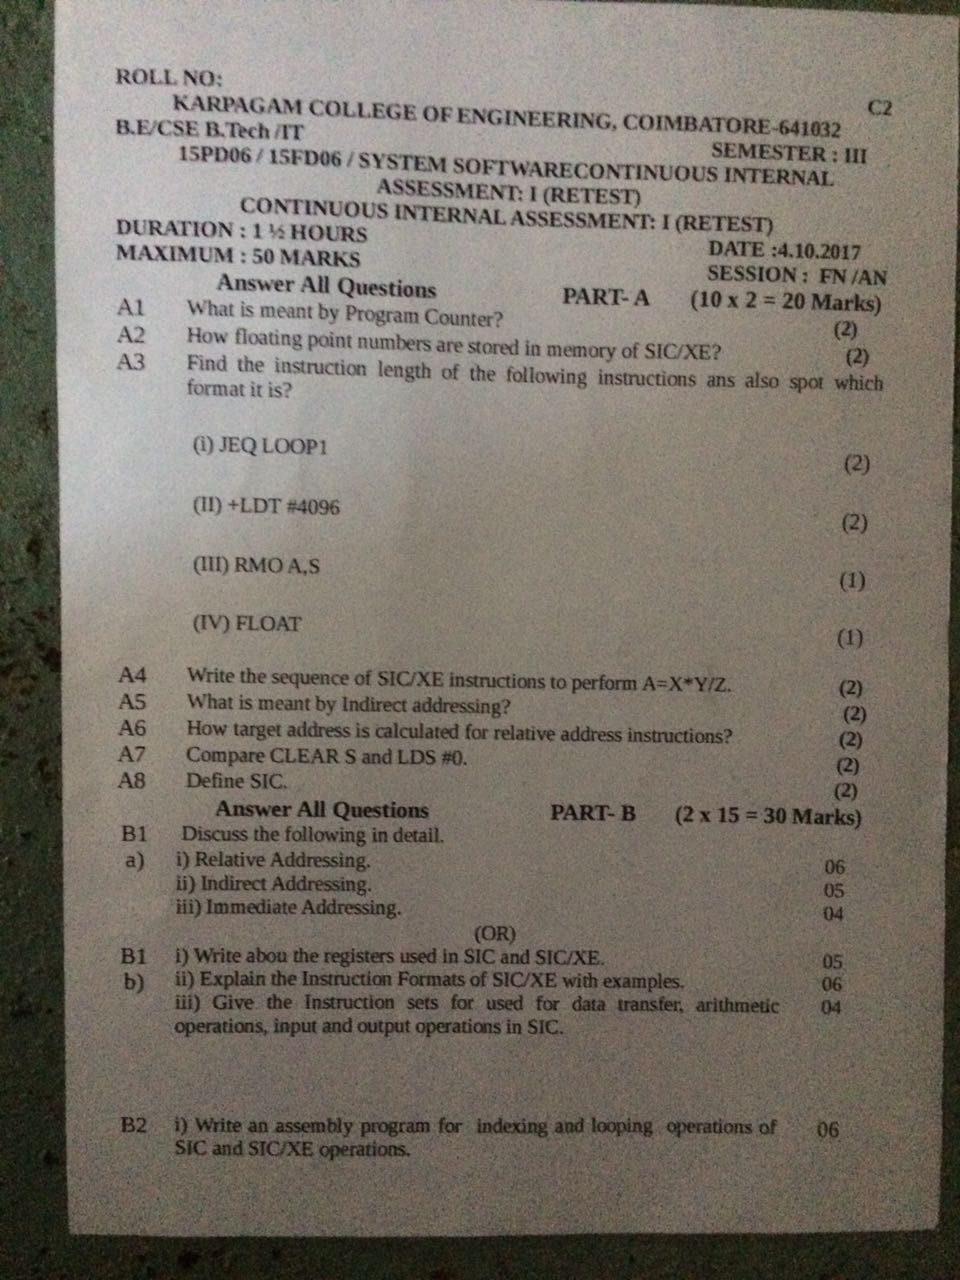 ROLL NO:
C2
KARPAGAM COLLEGE OF ENGINEERING, COIMBATORE-641032
B.E/CSE B.Tech /IT SEMESTER : III
15PD06 / 15FD06 / SYSTEM SOFTWARECONTINUOUS INTERNAL
ASSESSMENT: I (RETEST)
CONTINUOUS INTERNAL ASSESSMENT: I (RETEST)
DURATION : 1 ½ HOURS DATE :4.10.2017
MAXIMUM : 50 MARKS SESSION : FN /AN
Answer All Questions PART- A (10 x 2 = 20 Marks)
A1 What is meant by Program Counter? (2)
A2 How floating point numbers are stored in memory of SIC/XE? (2)
A3 Find the instruction length of the following instructions ans also spot which
format it is?
(i) JEQ LOOP1 (2)
(II) +LDT #4096 (2)
(III) RMO A,S (1)
(IV) FLOAT (1)
A4 Write the sequence of SIC/XE instructions to perform A=X*Y/Z. (2)
A5 What is meant by Indirect addressing? (2)
A6 How target address is calculated for relative address instructions? (2)
A7 Compare CLEAR S and LDS #0. (2)
A8 Define SIC. (2)
Answer All Questions PART- B (2 x 15 = 30 Marks)
B1 Discuss the following in detail.
a) i) Relative Addressing. 06
ii) Indirect Addressing. 05
iii) Immediate Addressing. 04
(OR)
B1 i) Write abou the registers used in SIC and SIC/XE. 05
b) ii) Explain the Instruction Formats of SIC/XE with examples. 06
iii) Give the Instruction sets for used for data transfer, arithmetic 04
operations, input and output operations in SIC.
B2 i) Write an assembly program for indexing and looping operations of 06
SIC and SIC/XE operations.